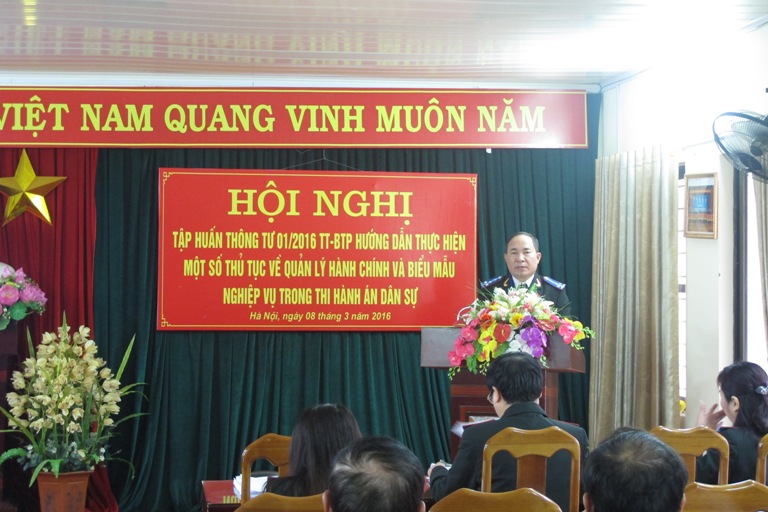 VIỆT NAM QUANG VINH MUÔN NĂM
HỘI NGHỊ
TẬP HUẤN THÔNG TƯ 01/2016 TT-BTP HƯỚNG DẪN THỰC HIỆN
MỘT SỐ THỦ TỤC VỀ QUẢN LÝ HÀNH CHÍNH VÀ BIỂU MẪU
NGHIỆP VỤ TRONG THI HÀNH ÁN DÂN SỰ
Hà Nội, ngày 08 tháng 3 năm 2016